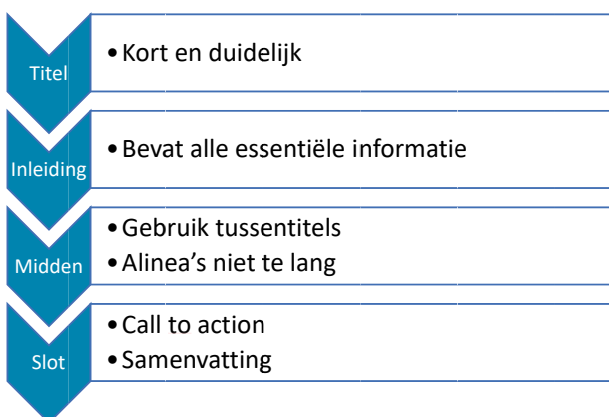 Titel
• Kort en duidelijk
Inleiding
• Bevat alle essentiële informatie
Midden
• Gebruik tussentitels
• Alinea's niet te lang
Slot
• Call to action
• Samenvatting